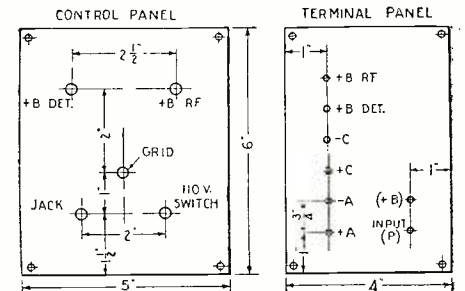 CONTROL PANEL
2 1/2"
+B DET.
+B RF
2"
GRID
1"
JACK
110 V.
SWITCH
2"
1 1/2"
5"
6"
TERMINAL PANEL
1"
+B RF
+B DET.
-C
+C
1"
-A
(+B)
3/4"
INPUT
(P)
+A
1"
4"